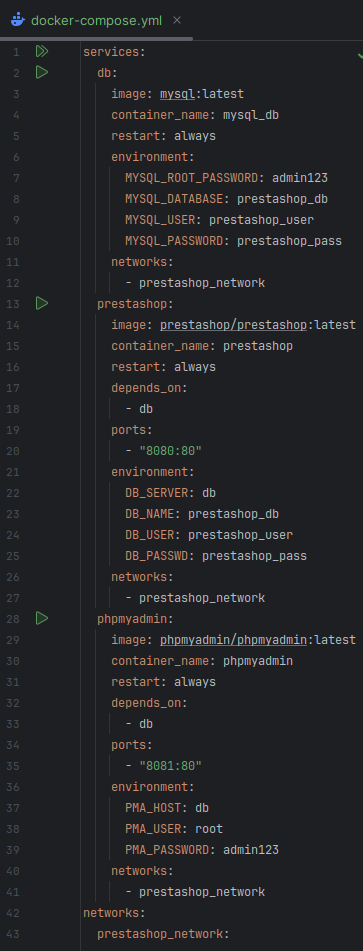 docker-compose.yml
1 services:
2 db:
3 image: mysql:latest
4 container_name: mysql_db
5 restart: always
6 environment:
7 MYSQL_ROOT_PASSWORD: admin123
8 MYSQL_DATABASE: prestashop_db
9 MYSQL_USER: prestashop_user
10 MYSQL_PASSWORD: prestashop_pass
11 networks:
12 - prestashop_network
13 prestashop:
14 image: prestashop/prestashop:latest
15 container_name: prestashop
16 restart: always
17 depends_on:
18 - db
19 ports:
20 - "8080:80"
21 environment:
22 DB_SERVER: db
23 DB_NAME: prestashop_db
24 DB_USER: prestashop_user
25 DB_PASSWD: prestashop_pass
26 networks:
27 - prestashop_network
28 phpmyadmin:
29 image: phpmyadmin/phpmyadmin:latest
30 container_name: phpmyadmin
31 restart: always
32 depends_on:
33 - db
34 ports:
35 - "8081:80"
36 environment:
37 PMA_HOST: db
38 PMA_USER: root
39 PMA_PASSWORD: admin123
40 networks:
41 - prestashop_network
42 networks:
43 prestashop_network: